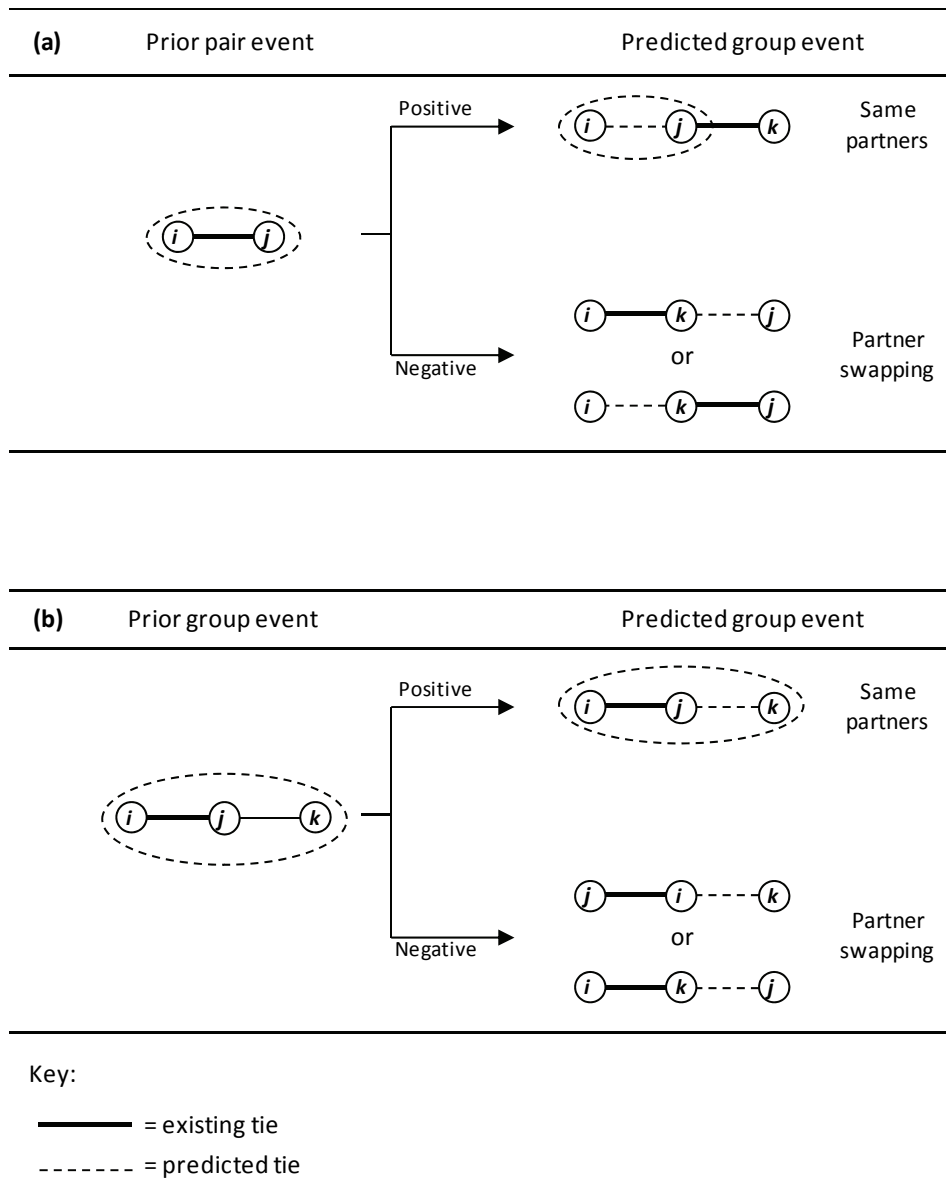 (a) Prior pair event Predicted group event
Positive
i j k
Same
partners
i j
i k j
or
Partner
swapping
Negative
i k j
(b) Prior group event Predicted group event
Positive
i j k
Same
partners
i j k
j i k
or
Partner
swapping
Negative
i k j
Key:
= existing tie
= predicted tie